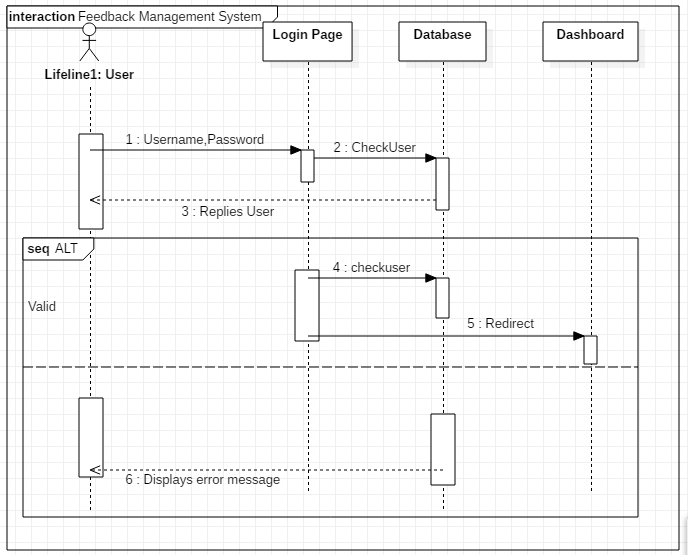 interaction Feedback Management System
Login Page
Database
Dashboard
Lifeline1: User
1 : Username,Password
2 : CheckUser
3 : Replies User
seq ALT
4 : checkuser
Valid
5 : Redirect
6 : Displays error message